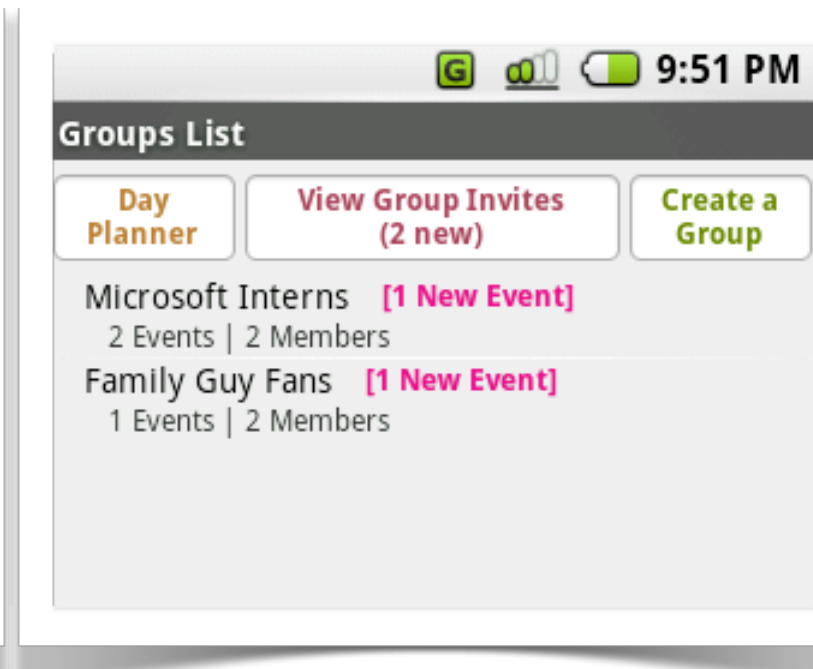 G 9:51 PM
Groups List
Day Planner
View Group Invites (2 new)
Create a Group
Microsoft Interns [1 New Event]
2 Events | 2 Members
Family Guy Fans [1 New Event]
1 Events | 2 Members